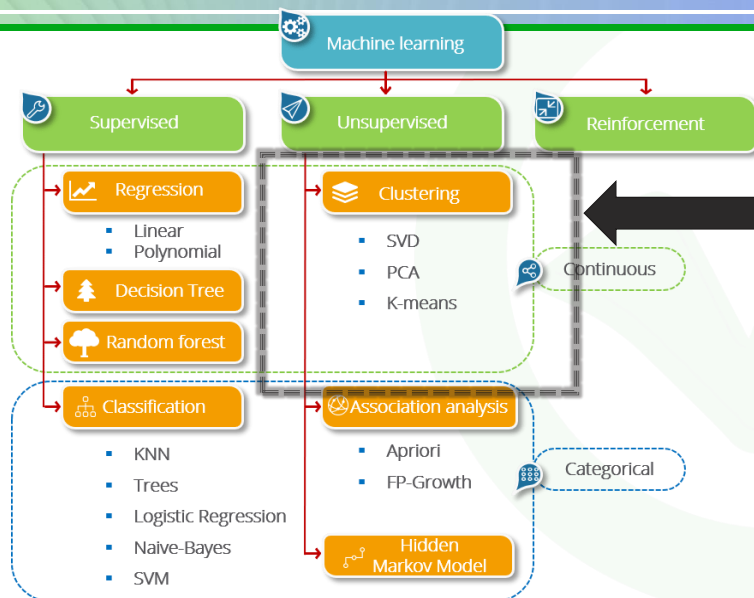 Machine learning
Supervised
Unsupervised
Reinforcement
Regression
Linear
Polynomial
Decision Tree
Random forest
Clustering
SVD
PCA
K-means
Continuous
Classification
KNN
Trees
Logistic Regression
Naive-Bayes
SVM
Association analysis
Apriori
FP-Growth
Hidden
Markov Model
Categorical